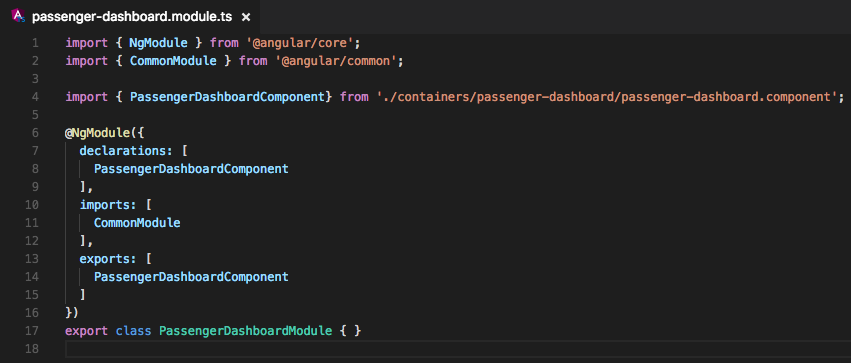 passenger-dashboard.module.ts ×
1 import { NgModule } from '@angular/core';
2 import { CommonModule } from '@angular/common';
3
4 import { PassengerDashboardComponent} from './containers/passenger-dashboard/passenger-dashboard.component';
5
6 @NgModule({
7   declarations: [
8     PassengerDashboardComponent
9   ],
10   imports: [
11     CommonModule
12   ],
13   exports: [
14     PassengerDashboardComponent
15   ]
16 })
17 export class PassengerDashboardModule { }
18